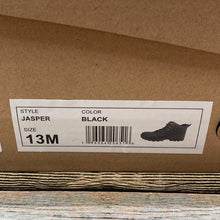 STYLE COLOR
JASPER BLACK
SIZE
13M